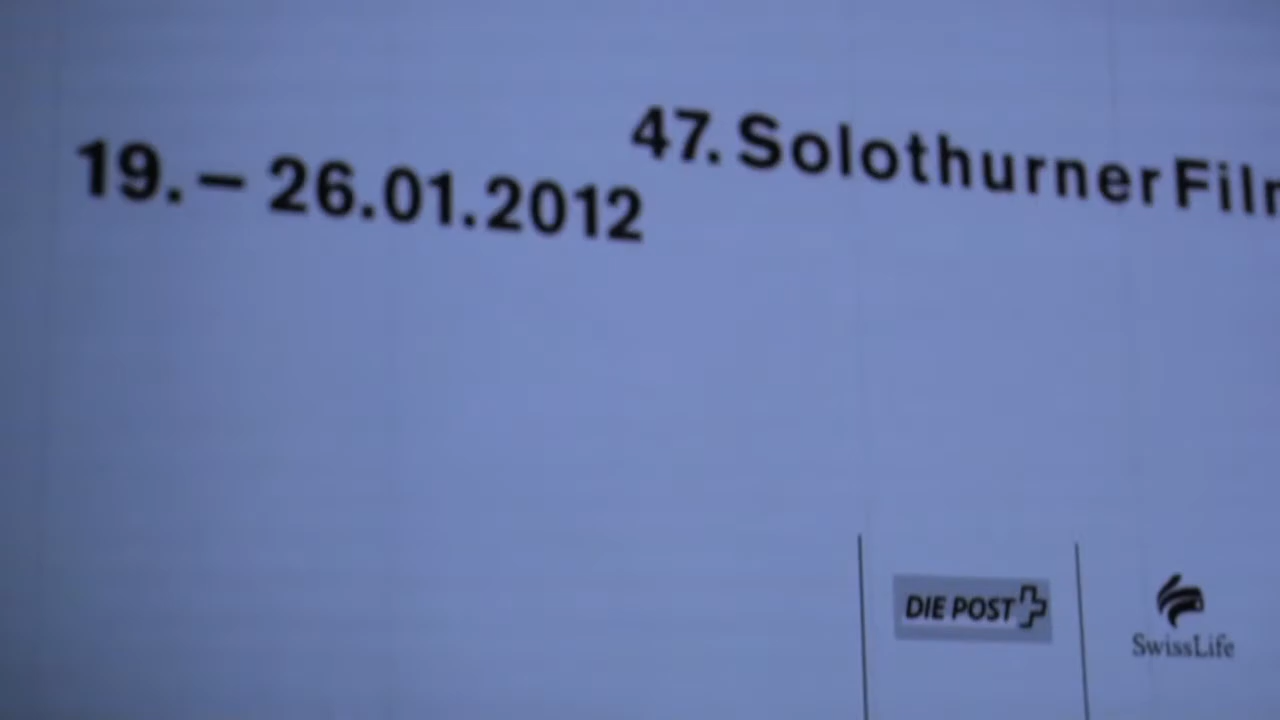 19. – 26.01.2012
47. Solothurner
DIE POST
SwissLife